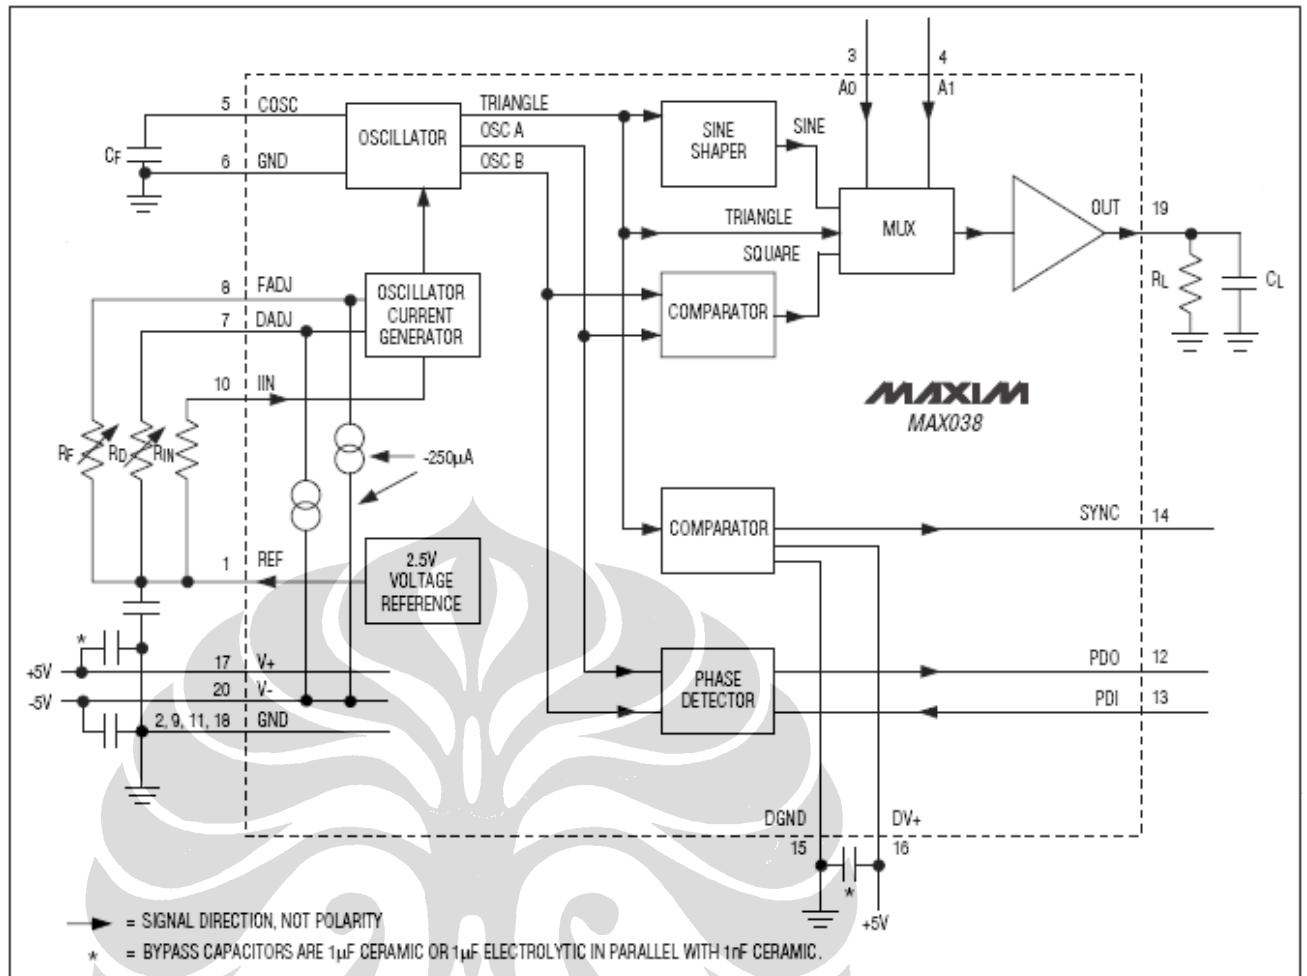 3
4
A0
A1
5
COSC
OSCILLATOR
TRIANGLE
OSC A
OSC B
SINE SHAPER
SINE
CF
6
GND
TRIANGLE
MUX
OUT
19
SQUARE
RL
CL
8
FADJ
7
DADJ
OSCILLATOR CURRENT GENERATOR
COMPARATOR
10
IIN
MAXIM
MAX038
RF
RD
RIN
-250µA
COMPARATOR
SYNC
14
1
REF
2.5V VOLTAGE REFERENCE
*
+5V
17
V+
-5V
20
V-
2, 9, 11, 18
GND
PHASE DETECTOR
PDO
12
PDI
13
DGND
DV+
15
16
*
+5V
= SIGNAL DIRECTION, NOT POLARITY
* = BYPASS CAPACITORS ARE 1µF CERAMIC OR 1µF ELECTROLYTIC IN PARALLEL WITH 1nF CERAMIC.